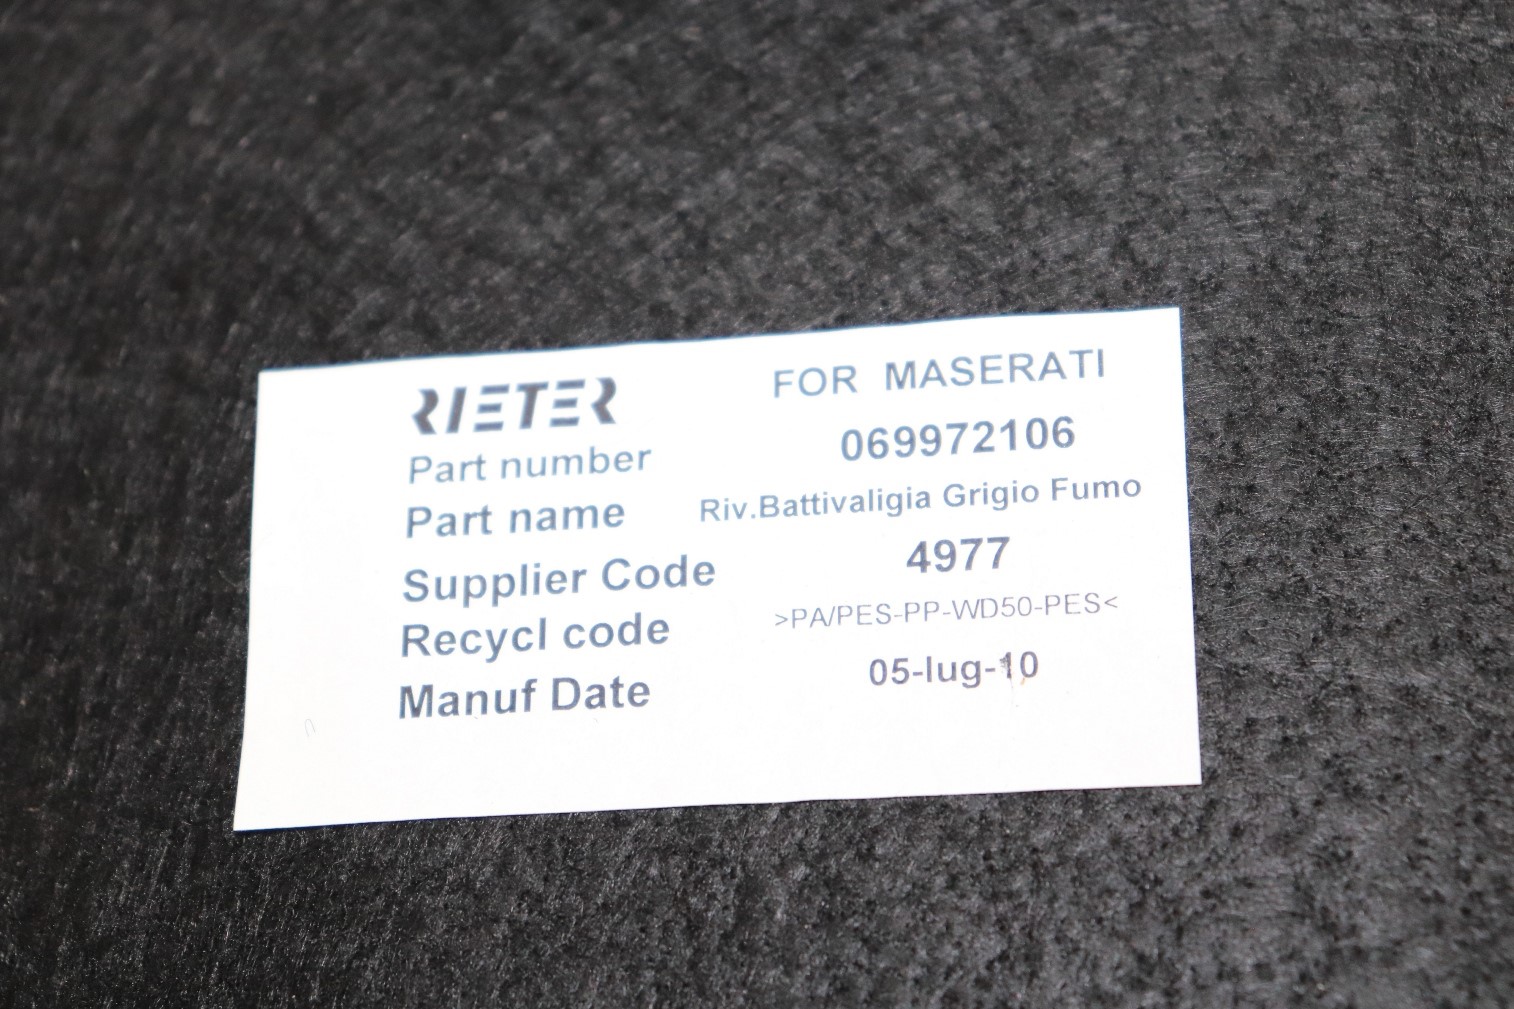 RIETER FOR MASERATI
Part number 069972106
Part name Riv.Battivaligia Grigio Fumo
Supplier Code 4977
Recycl code >PA/PES-PP-WD50-PES<
Manuf Date 05-lug-10